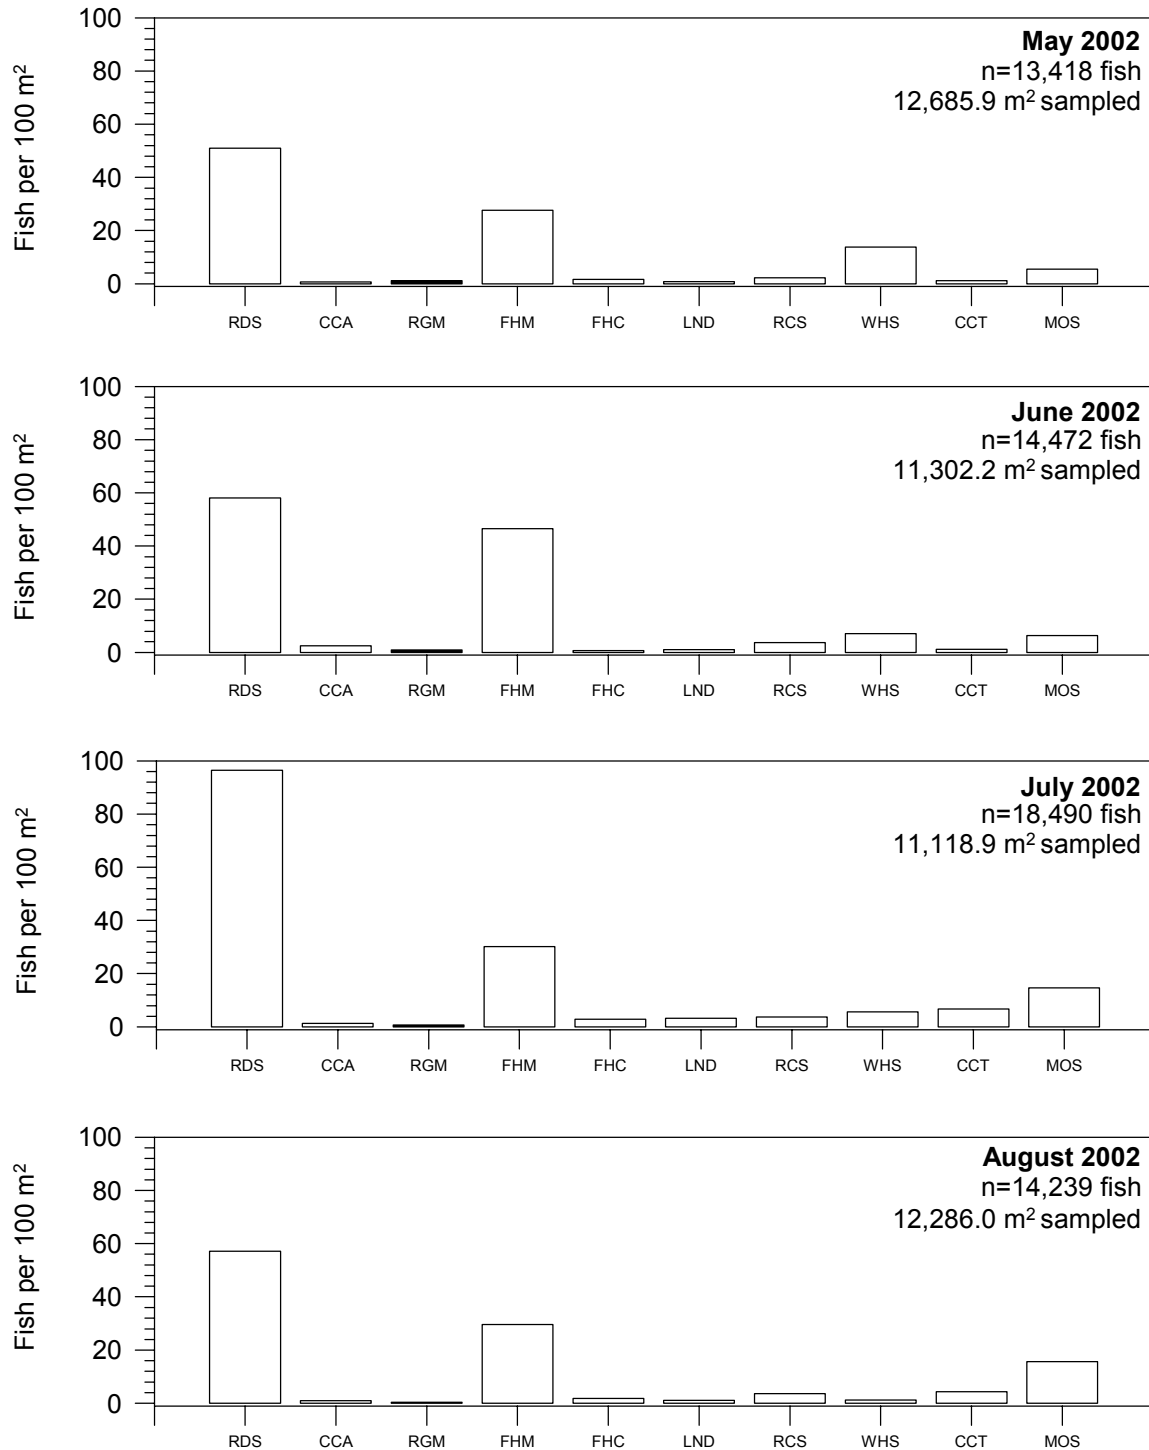 Fish per 100 m²
100
80
60
40
20
0
May 2002
n=13,418 fish
12,685.9 m² sampled
RDS CCA RGM FHM FHC LND RCS WHS CCT MOS
Fish per 100 m²
100
80
60
40
20
0
June 2002
n=14,472 fish
11,302.2 m² sampled
RDS CCA RGM FHM FHC LND RCS WHS CCT MOS
Fish per 100 m²
100
80
60
40
20
0
July 2002
n=18,490 fish
11,118.9 m² sampled
RDS CCA RGM FHM FHC LND RCS WHS CCT MOS
Fish per 100 m²
100
80
60
40
20
0
August 2002
n=14,239 fish
12,286.0 m² sampled
RDS CCA RGM FHM FHC LND RCS WHS CCT MOS